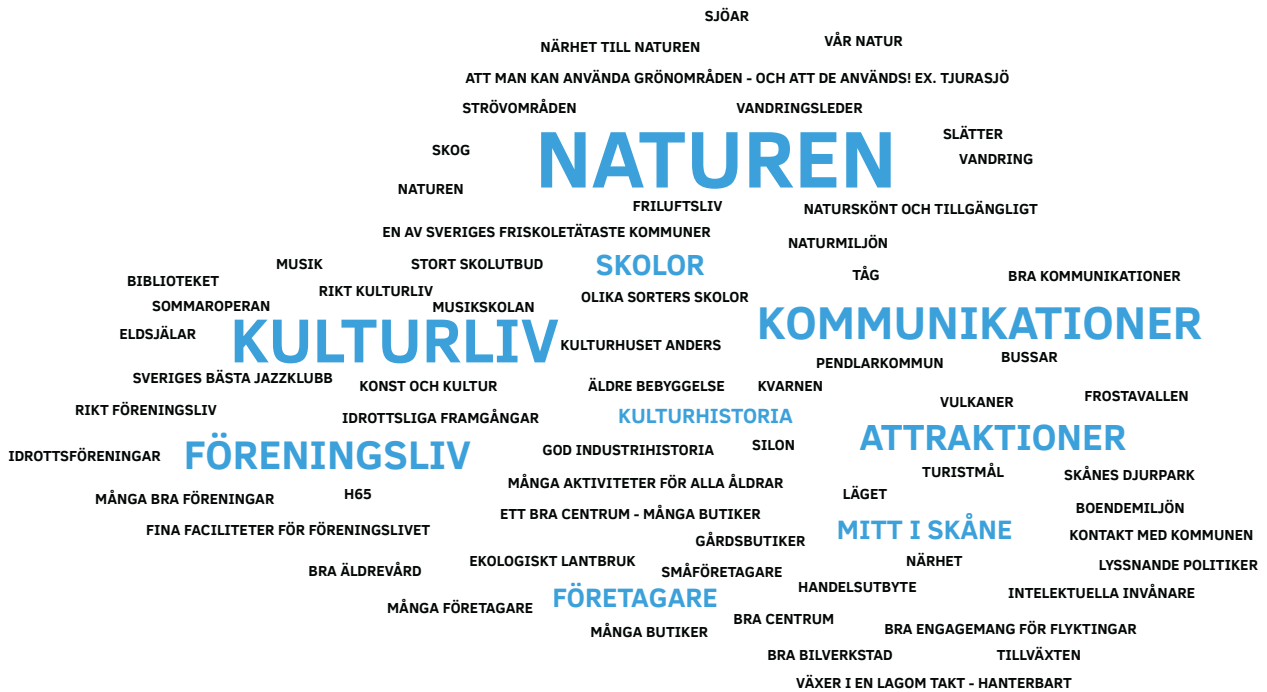 SJÖAR
VÅR NATUR
NÄRHET TILL NATUREN
ATT MAN KAN ANVÄNDA GRÖNOMRÅDEN - OCH ATT DE ANVÄNDS! EX. TJURASJÖ
STRÖVOMRÅDEN
VANDRINGSLEDER
SLÄTTER
NATUREN
SKOG
VANDRING
NATUREN
FRILUFTSLIV
NATURSKÖNT OCH TILLGÄNGLIGT
EN AV SVERIGES FRISKOLETÄTASTE KOMMUNER
NATURMILJÖN
MUSIK
STORT SKOLUTBUD
SKOLOR
TÅG
BRA KOMMUNIKATIONER
BIBLIOTEKET
RIKT KULTURLIV
OLIKA SORTERS SKOLOR
SOMMAROPERAN
MUSIKSKOLAN
KOMMUNIKATIONER
ELDSJÄLAR
KULTURLIV
KULTURHUSET ANDERS
BUSSAR
PENDLARKOMMUN
SVERIGES BÄSTA JAZZKLUBB
KONST OCH KULTUR
ÄLDRE BEBYGGELSE
KVARNEN
FROSTAVALLEN
VULKANER
RIKT FÖRENINGSLIV
IDROTTSLIGA FRAMGÅNGAR
KULTURHISTORIA
ATTRAKTIONER
SILON
GOD INDUSTRIHISTORIA
IDROTTSFÖRENINGAR
FÖRENINGSLIV
TURISTMÅL
SKÅNES DJURPARK
MÅNGA AKTIVITETER FÖR ALLA ÅLDRAR
LÄGET
H65
MÅNGA BRA FÖRENINGAR
BOENDEMILJÖN
ETT BRA CENTRUM - MÅNGA BUTIKER
FINA FACILITETER FÖR FÖRENINGSLIVET
MITT I SKÅNE
KONTAKT MED KOMMUNEN
GÅRDSBUTIKER
EKOLOGISKT LANTBRUK
NÄRHET
LYSSNANDE POLITIKER
BRA ÄLDREVÅRD
SMÅFÖRETAGARE
HANDELSUTBYTE
INTELEKTUELLA INVÅNARE
FÖRETAGARE
MÅNGA FÖRETAGARE
BRA CENTRUM
MÅNGA BUTIKER
BRA ENGAGEMANG FÖR FLYKTINGAR
BRA BILVERKSTAD
TILLVÄXTEN
VÄXER I EN LAGOM TAKT - HANTERBART